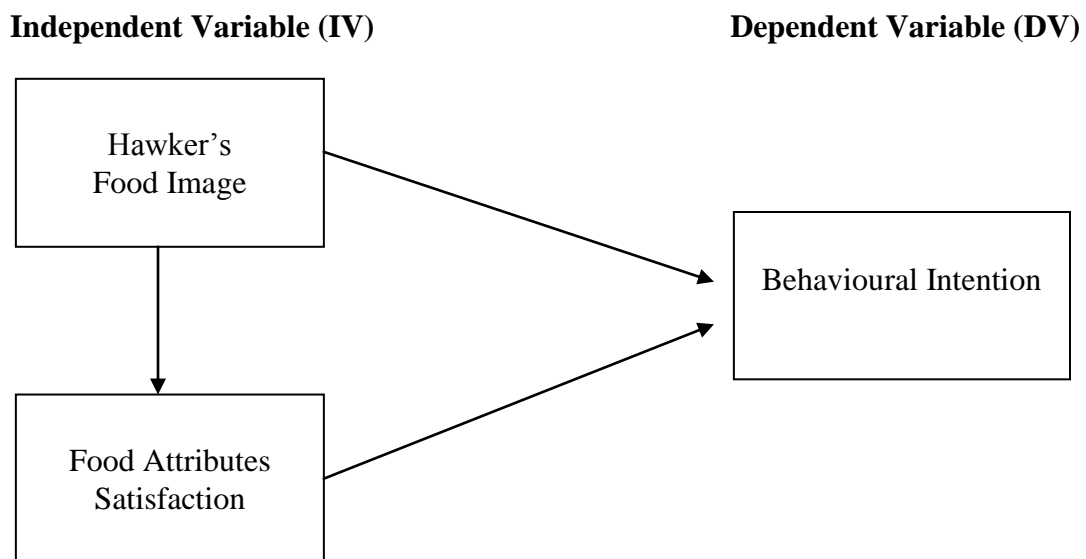 Independent Variable (IV)
Dependent Variable (DV)
Hawker’s
Food Image
Behavioural Intention
Food Attributes
Satisfaction